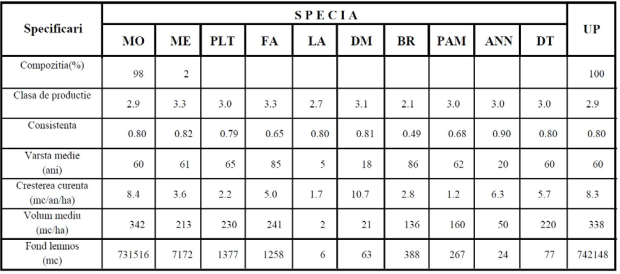 Specificari S P E C I A UP
MO ME PLT FA LA DM BR PAM ANN DT
Compozitia(%) 98 2 100
Clasa de productie 2.9 3.3 3.0 3.3 2.7 3.1 2.1 3.0 3.0 3.0 2.9
Consistenta 0.80 0.82 0.79 0.65 0.80 0.81 0.49 0.68 0.90 0.80 0.80
Varsta medie
(ani) 60 61 65 85 5 18 86 62 20 60 60
Cresterea curenta
(mc/an/ha) 8.4 3.6 2.2 5.0 1.7 10.7 2.8 1.2 6.3 5.7 8.3
Volum mediu
(mc/ha) 342 213 230 241 2 21 136 160 50 220 338
Fond lemnos
(mc) 731516 7172 1377 1258 6 63 388 267 24 77 742148